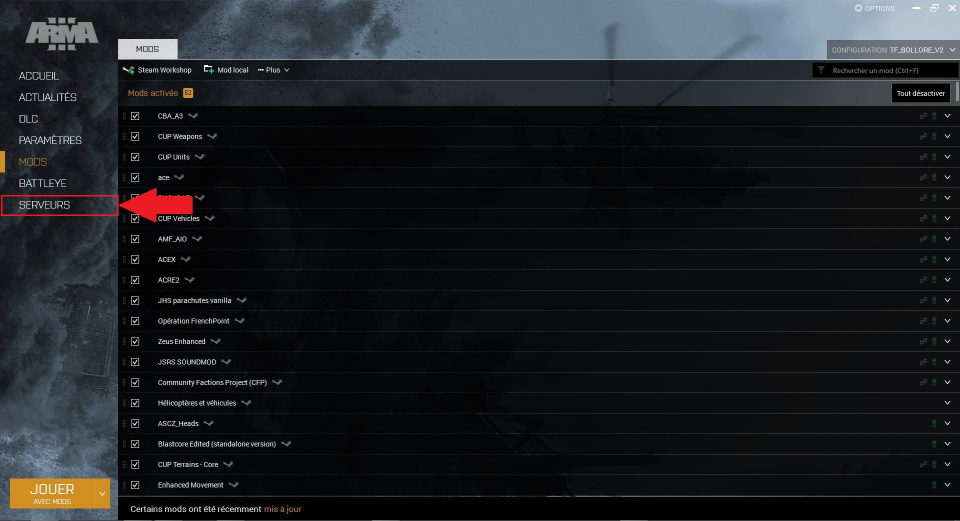 OPTIONS
ARMA
III
MODS
CONFIGURATION TF_BOLLORE_V2
ACCUEIL
ACTUALITÉS
DLC
PARAMÈTRES
MODS
BATTLEYE
SERVEURS
Steam Workshop Mod local Plus
Rechercher un mod (Ctrl+F)
Mods activés 62
Tout désactiver
CBA_A3
CUP Weapons
CUP Units
ace
CUP Vehicles
AMF_AIO
ACEX
ACRE2
JHS parachutes vanilla
Opération FrenchPoint
Zeus Enhanced
JSRS SOUNDMOD
Community Factions Project (CFP)
Hélicoptères et véhicules
ASCZ_Heads
Blastcore Edited (standalone version)
CUP Terrains - Core
Enhanced Movement
JOUER
AVEC MODS
Certains mods ont été récemment mis à jour